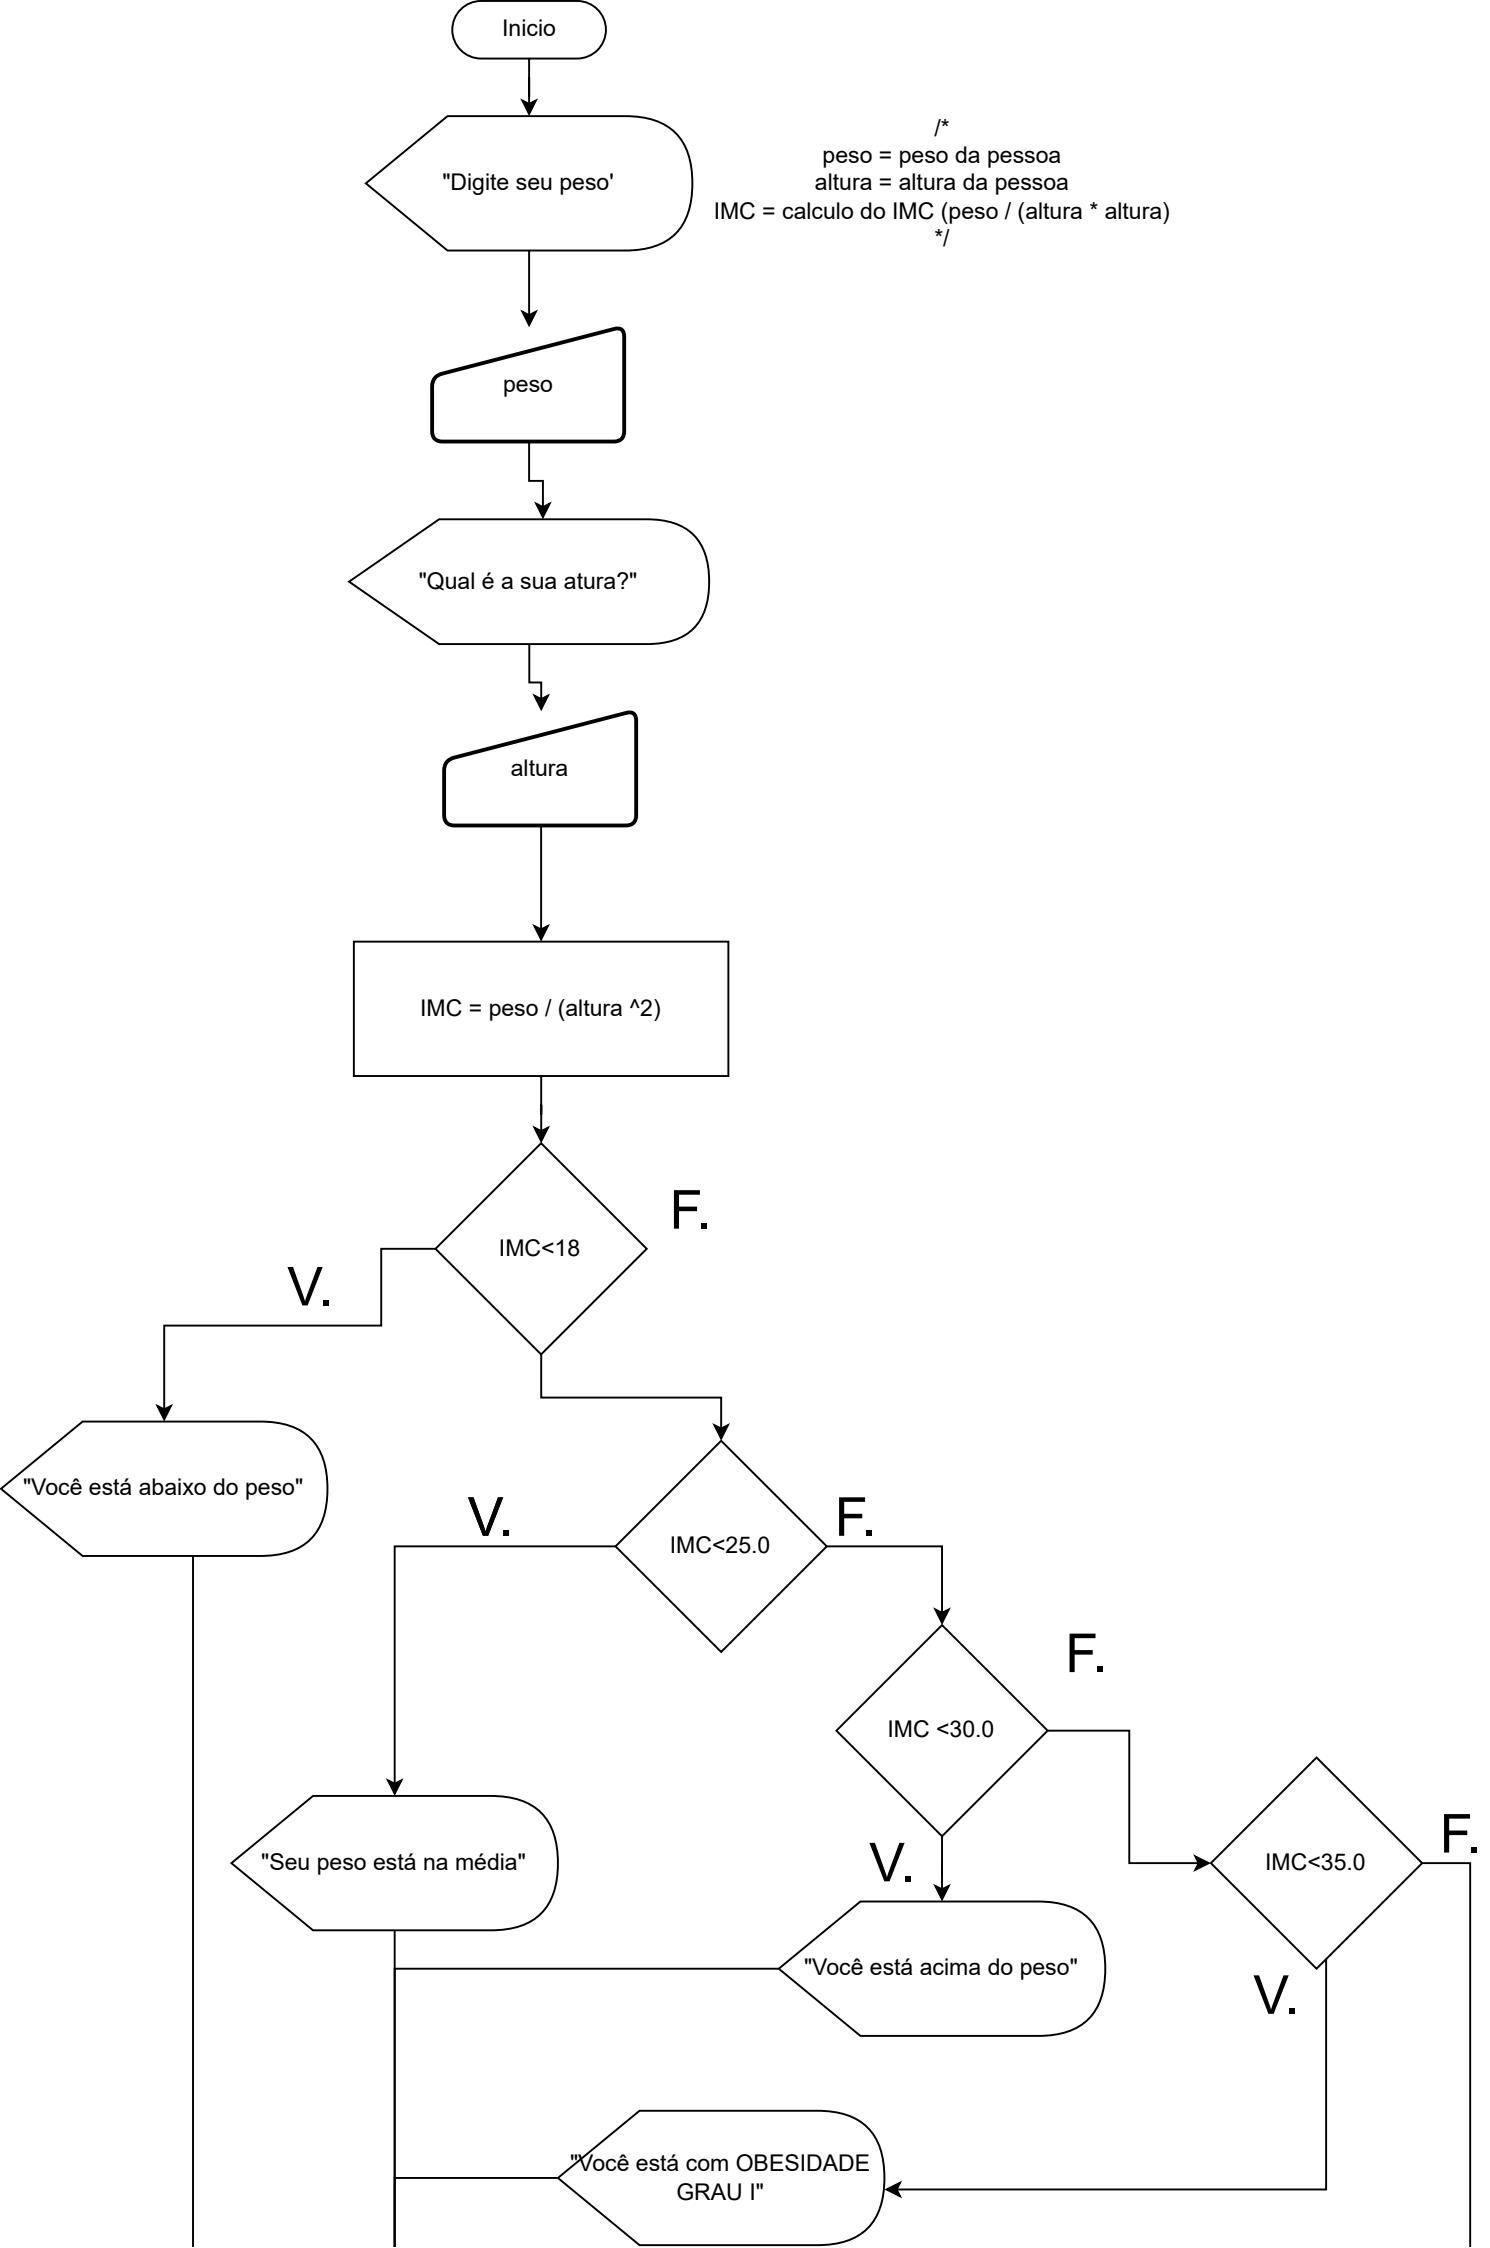 Inicio
"Digite seu peso'
/*
peso = peso da pessoa
altura = altura da pessoa
IMC = calculo do IMC (peso / (altura * altura)
*/
peso
"Qual é a sua atura?"
altura
IMC = peso / (altura ^2)
IMC<18
F.
V.
"Você está abaixo do peso"
V.
IMC<25.0
F.
IMC <30.0
F.
"Seu peso está na média"
V.
IMC<35.0
F.
"Você está acima do peso"
V.
"Você está com OBESIDADE
GRAU I"